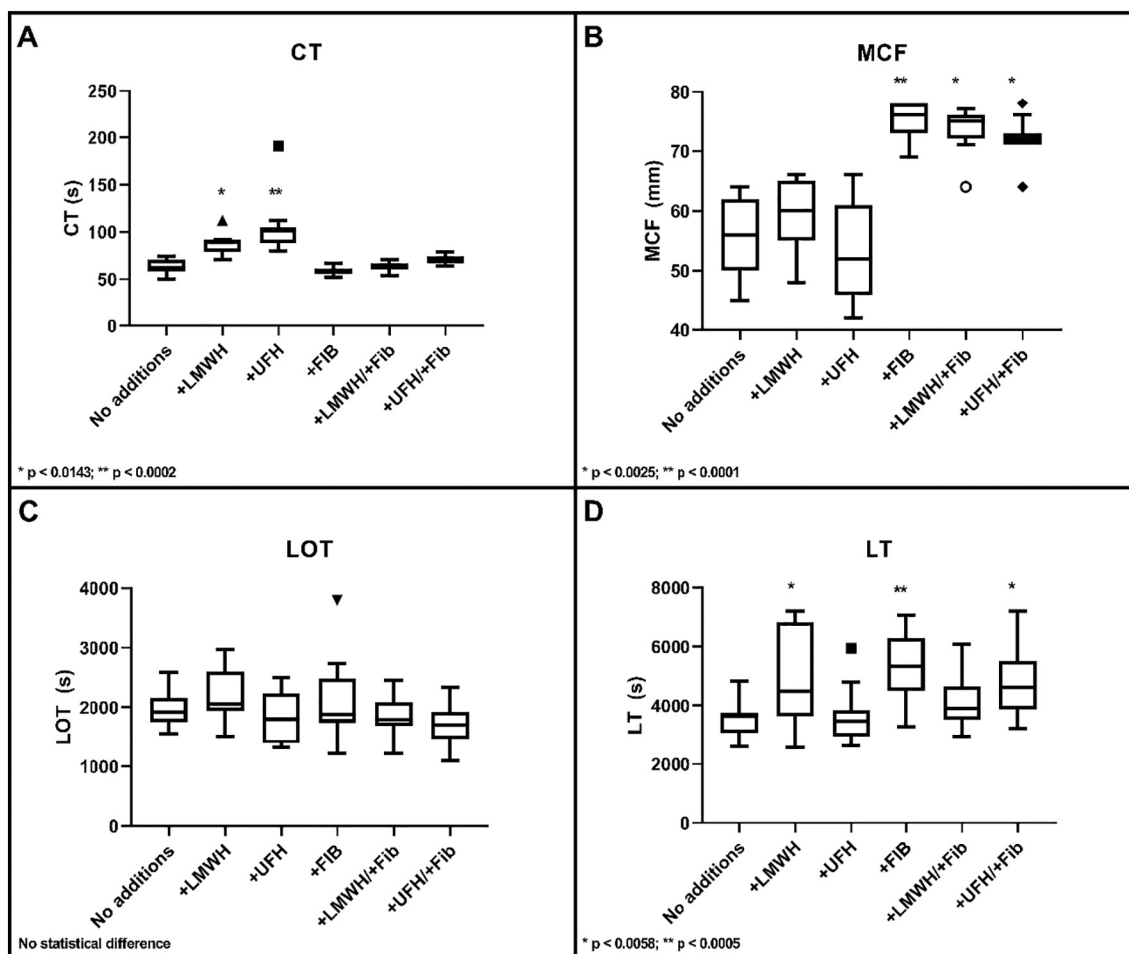 A
CT
250
200
150
100
50
0
CT (s)
*
**
No additions
+LMWH
+UFH
+FIB
+LMWH/+Fib
+UFH/+Fib
* p < 0.0143; ** p < 0.0002
B
MCF
80
70
60
50
40
MCF (mm)
**
*
*
No additions
+LMWH
+UFH
+FIB
+LMWH/+Fib
+UFH/+Fib
* p < 0.0025; ** p < 0.0001
C
LOT
4000
3000
2000
1000
0
LOT (s)
No additions
+LMWH
+UFH
+FIB
+LMWH/+Fib
+UFH/+Fib
No statistical difference
D
LT
8000
6000
4000
2000
0
LT (s)
*
**
*
No additions
+LMWH
+UFH
+FIB
+LMWH/+Fib
+UFH/+Fib
* p < 0.0058; ** p < 0.0005